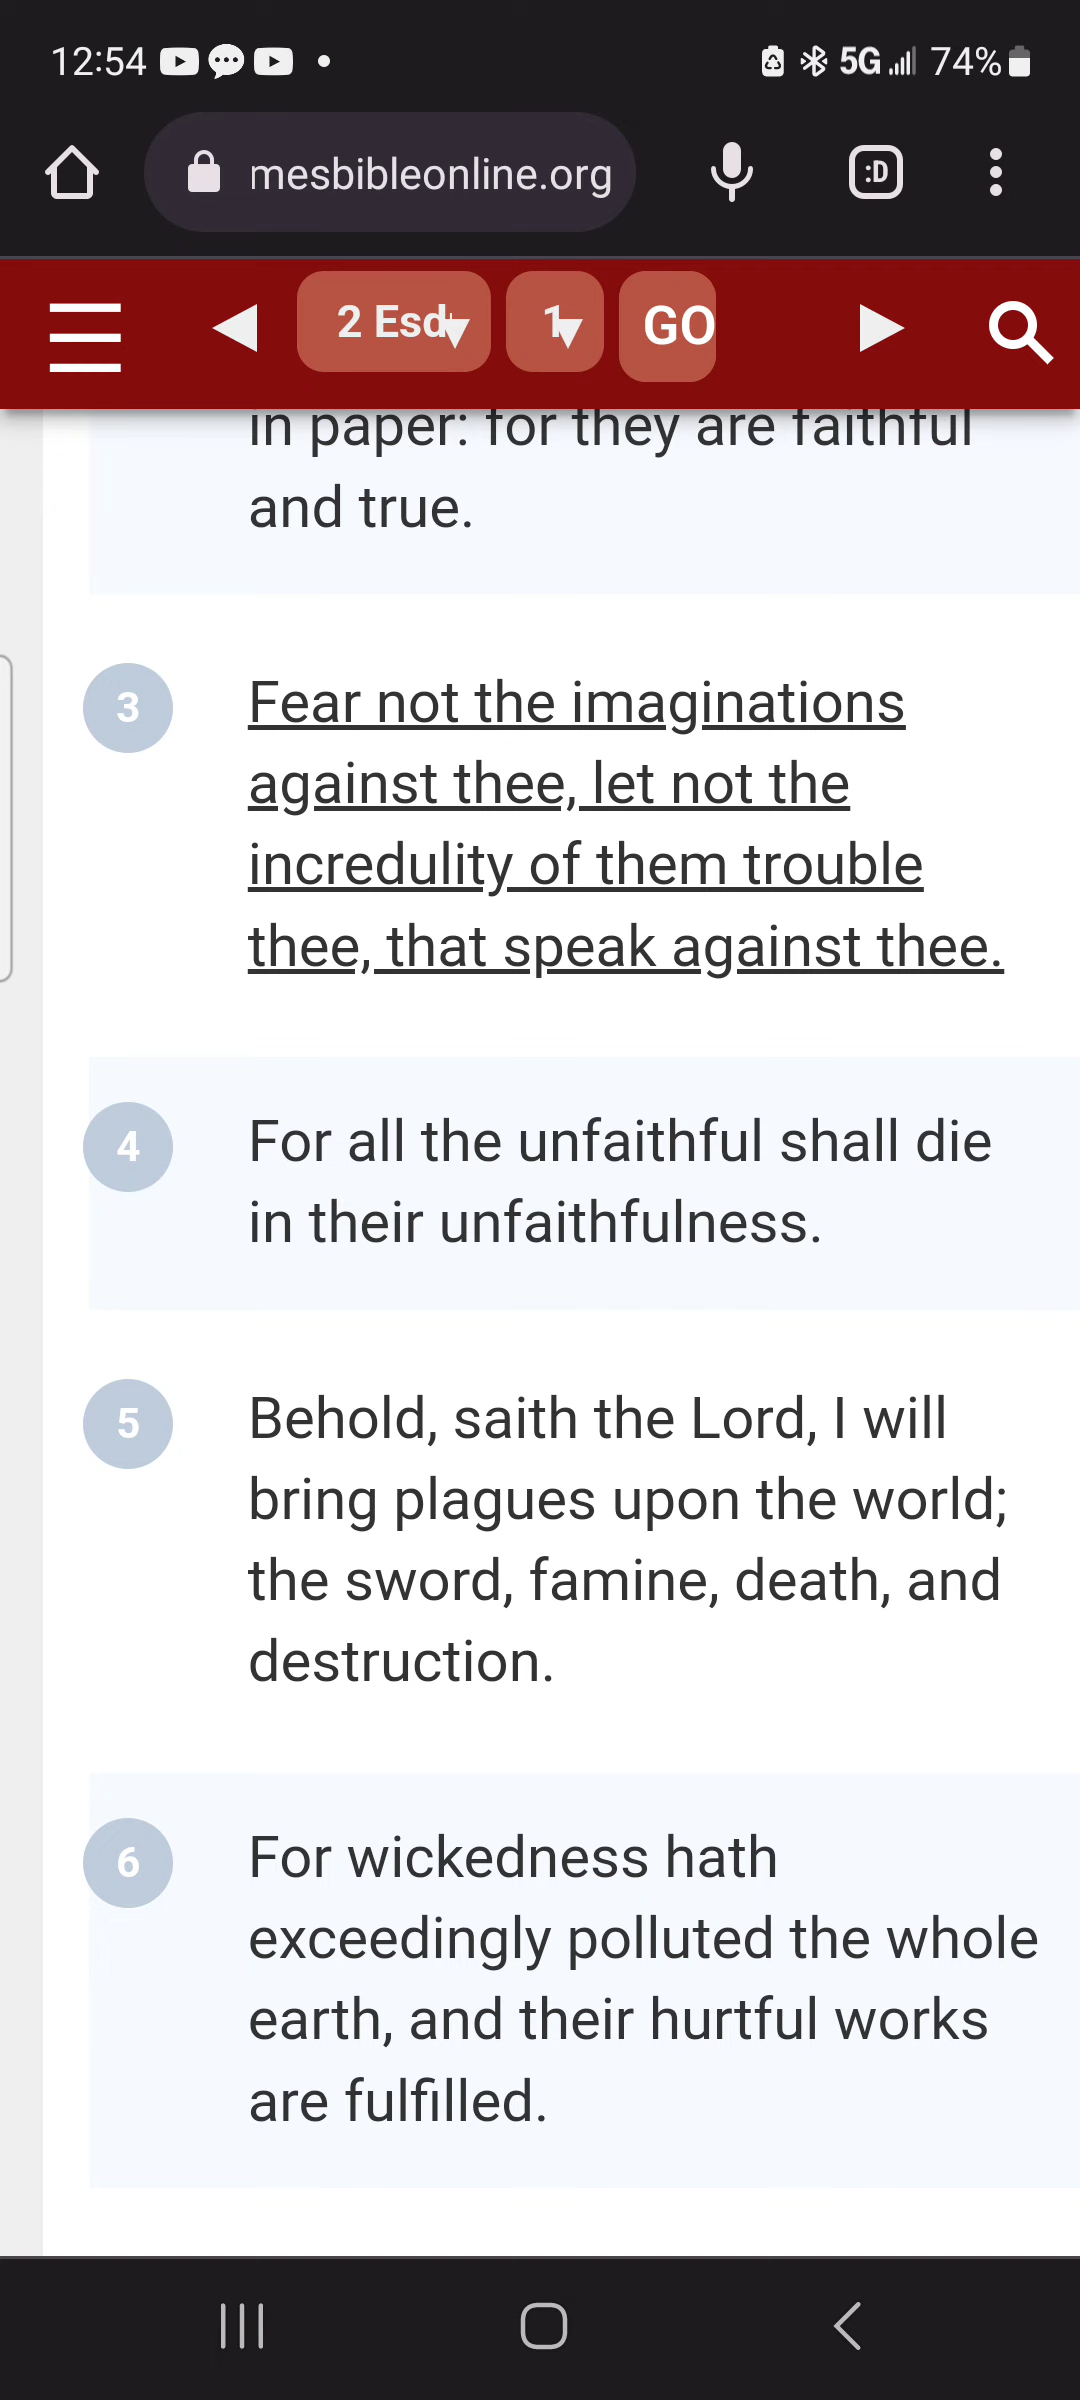 12:54
5G 74%
mesbibleonline.org
:D
2 Esd
1
GO
in paper: for they are faithful
and true.
3
Fear not the imaginations
against thee, let not the
incredulity of them trouble
thee, that speak against thee.
4
For all the unfaithful shall die
in their unfaithfulness.
5
Behold, saith the Lord, I will
bring plagues upon the world;
the sword, famine, death, and
destruction.
6
For wickedness hath
exceedingly polluted the whole
earth, and their hurtful works
are fulfilled.